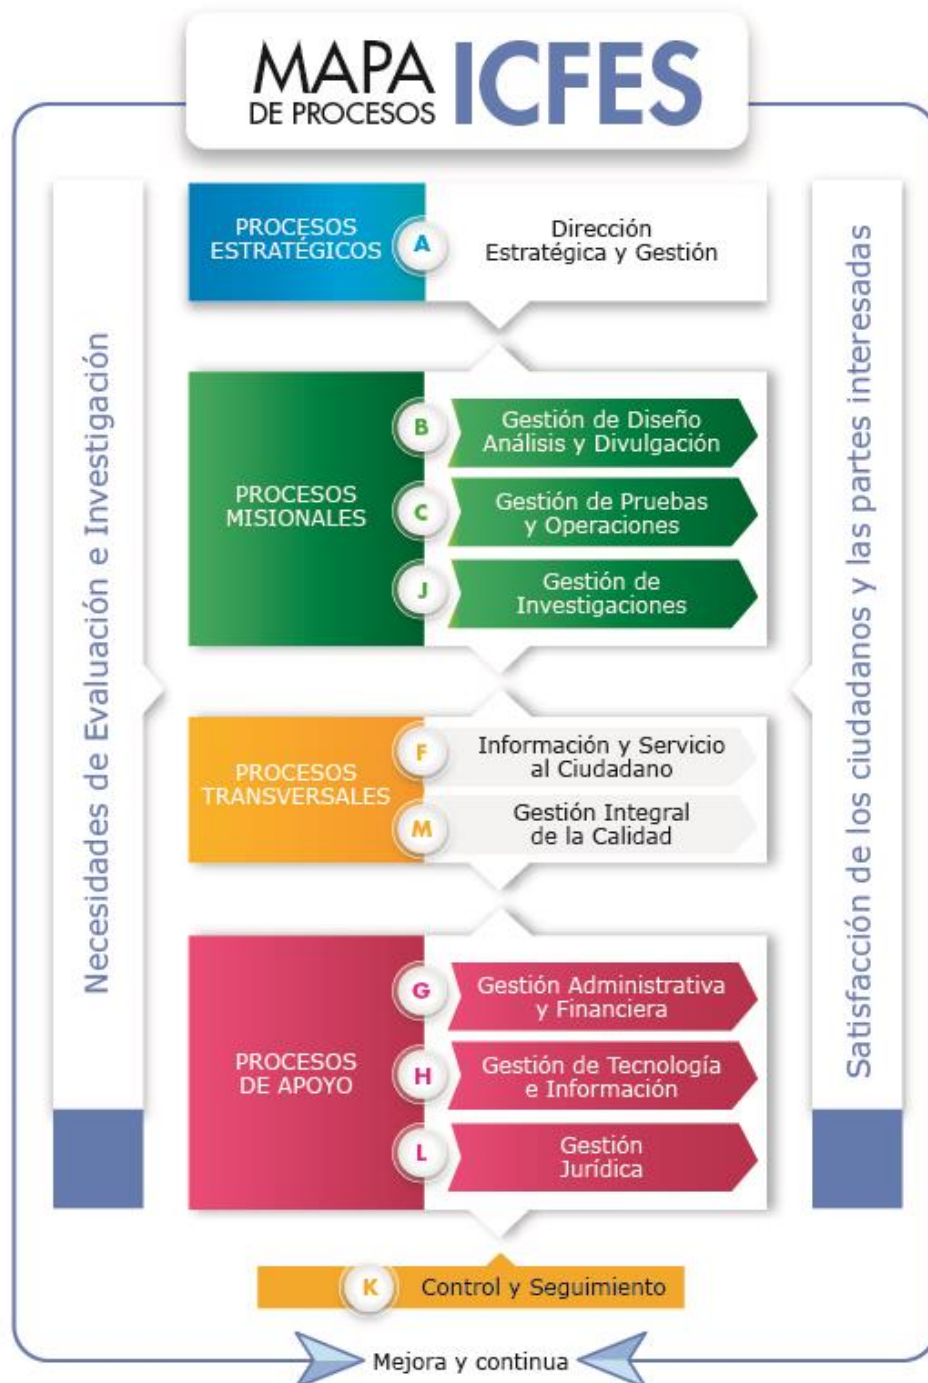 MAPA
DE PROCESOS
ICFES
Necesidades de Evaluación e Investigación
PROCESOS
ESTRATÉGICOS
A
Dirección
Estratégica y Gestión
PROCESOS
MISIONALES
B
Gestión de Diseño
Análisis y Divulgación
C
Gestión de Pruebas
y Operaciones
J
Gestión de
Investigaciones
PROCESOS
TRANSVERSALES
F
Información y Servicio
al Ciudadano
M
Gestión Integral
de la Calidad
PROCESOS
DE APOYO
G
Gestión Administrativa
y Financiera
H
Gestión de Tecnología
e Información
L
Gestión
Jurídica
K
Control y Seguimiento
Mejora y continua
Satisfacción de los ciudadanos y las partes interesadas